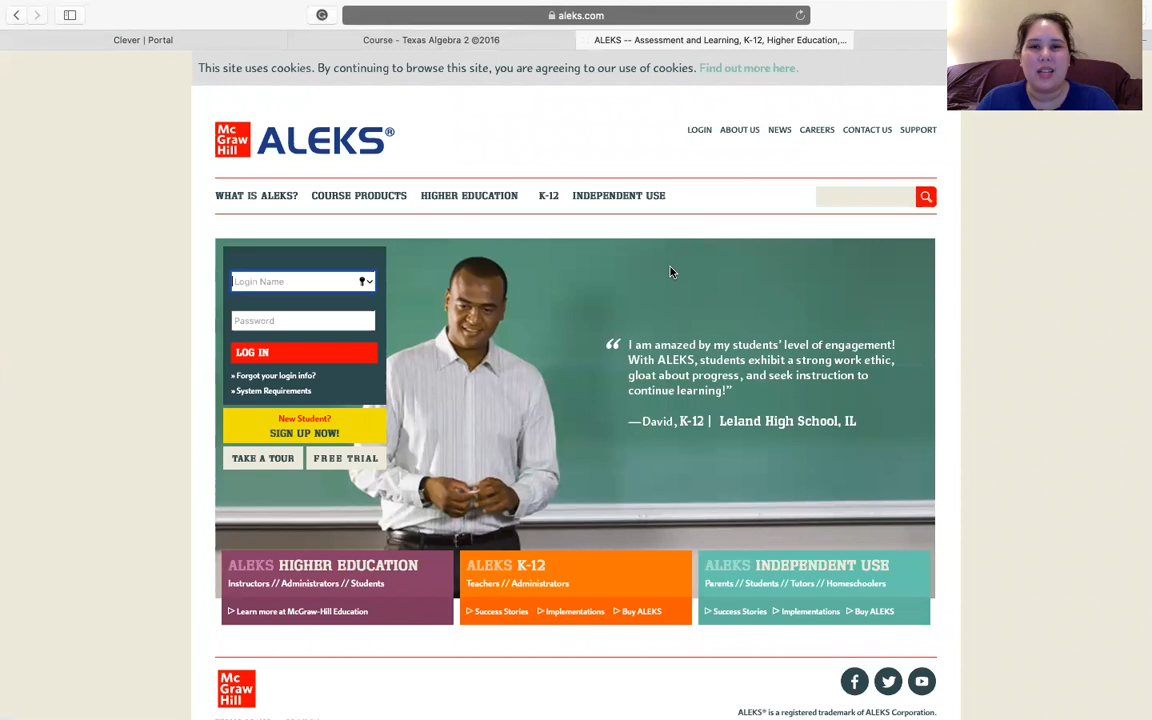 aleks.com
Clever | Portal
Course - Texas Algebra 2 ©2016
ALEKS -- Assessment and Learning, K-12, Higher Education,...
This site uses cookies. By continuing to browse this site, you are agreeing to our use of cookies. Find out more here.
Mc
Graw
Hill
ALEKS®
LOGIN ABOUT US NEWS CAREERS CONTACT US SUPPORT
WHAT IS ALEKS? COURSE PRODUCTS HIGHER EDUCATION K-12 INDEPENDENT USE
Login Name
Password
LOG IN
» Forgot your login info?
» System Requirements
New Student?
SIGN UP NOW!
TAKE A TOUR FREE TRIAL
“ I am amazed by my students’ level of engagement!
With ALEKS, students exhibit a strong work ethic,
gloat about progress, and seek instruction to
continue learning!”
—David, K-12 | Leland High School, IL
ALEKS HIGHER EDUCATION
Instructors // Administrators // Students
Learn more at McGraw-Hill Education
ALEKS K-12
Teachers // Administrators
Success Stories Implementations Buy ALEKS
ALEKS INDEPENDENT USE
Parents // Students // Tutors // Homeschoolers
Success Stories Implementations Buy ALEKS
Mc
Graw
Hill
ALEKS® is a registered trademark of ALEKS Corporation.